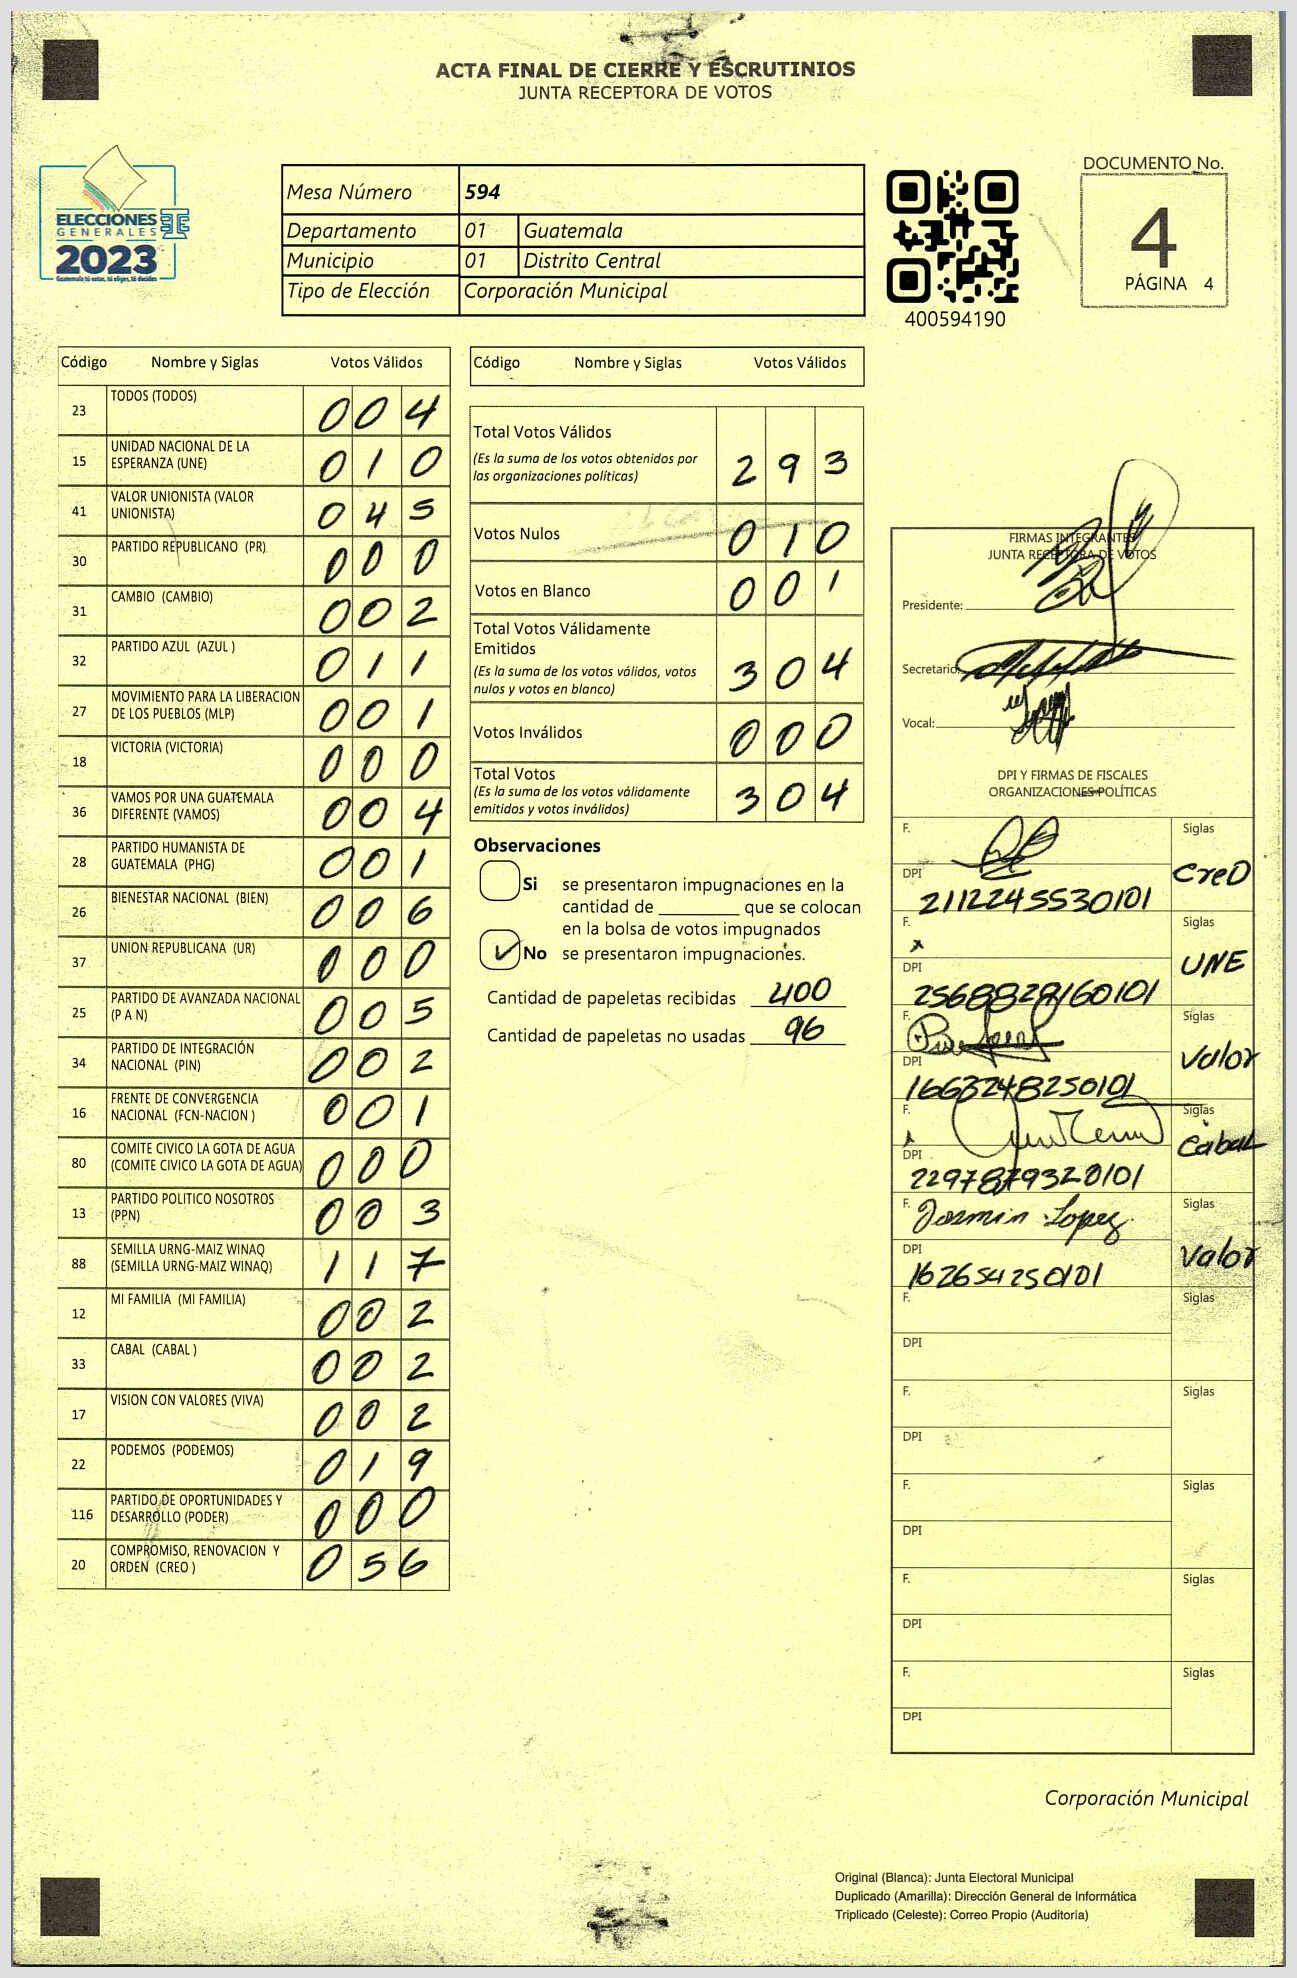 ACTA FINAL DE CIERRE Y ESCRUTINIOS
JUNTA RECEPTORA DE VOTOS
ELECCIONES
GENERALES
2023
Guatemala tú votas, tú eliges, tú decides
Mesa Número 594
Departamento 01 Guatemala
Municipio 01 Distrito Central
Tipo de Elección Corporación Municipal
400594190
DOCUMENTO No.
4
PÁGINA 4
Código Nombre y Siglas Votos Válidos
23 TODOS (TODOS) 004
15 UNIDAD NACIONAL DE LA
ESPERANZA (UNE) 010
41 VALOR UNIONISTA (VALOR
UNIONISTA) 045
30 PARTIDO REPUBLICANO (PR) 000
31 CAMBIO (CAMBIO) 002
32 PARTIDO AZUL (AZUL ) 011
27 MOVIMIENTO PARA LA LIBERACION
DE LOS PUEBLOS (MLP) 001
18 VICTORIA (VICTORIA) 000
36 VAMOS POR UNA GUATEMALA
DIFERENTE (VAMOS) 004
28 PARTIDO HUMANISTA DE
GUATEMALA (PHG) 001
26 BIENESTAR NACIONAL (BIEN) 006
37 UNION REPUBLICANA (UR) 000
25 PARTIDO DE AVANZADA NACIONAL
(P A N) 005
34 PARTIDO DE INTEGRACIÓN
NACIONAL (PIN) 002
16 FRENTE DE CONVERGENCIA
NACIONAL (FCN-NACION ) 001
80 COMITE CIVICO LA GOTA DE AGUA
(COMITE CIVICO LA GOTA DE AGUA) 000
13 PARTIDO POLITICO NOSOTROS
(PPN) 003
88 SEMILLA URNG-MAIZ WINAQ
(SEMILLA URNG-MAIZ WINAQ) 117
12 MI FAMILIA (MI FAMILIA) 002
33 CABAL (CABAL ) 002
17 VISION CON VALORES (VIVA) 002
22 PODEMOS (PODEMOS) 019
116 PARTIDO DE OPORTUNIDADES Y
DESARROLLO (PODER) 000
20 COMPROMISO, RENOVACION Y
ORDEN (CREO ) 056
Código Nombre y Siglas Votos Válidos
Total Votos Válidos
(Es la suma de los votos obtenidos por
las organizaciones políticas) 293
Votos Nulos 010
Votos en Blanco 001
Total Votos Válidamente
Emitidos
(Es la suma de los votos válidos, votos
nulos y votos en blanco) 304
Votos Inválidos 000
Total Votos
(Es la suma de los votos válidamente
emitidos y votos inválidos) 304
Observaciones
Si se presentaron impugnaciones en la
cantidad de ________ que se colocan
en la bolsa de votos impugnados
No se presentaron impugnaciones.
Cantidad de papeletas recibidas 400
Cantidad de papeletas no usadas 96
FIRMAS INTEGRANTES
JUNTA RECEPTORA DE VOTOS
Presidente:
Secretario:
Vocal:
DPI Y FIRMAS DE FISCALES
ORGANIZACIONES POLÍTICAS
F. Siglas
CREO
DPI
2112245530101
F. Siglas
UNE
DPI
2568828160101
F. Siglas
Valor
DPI
1663248250101
F. Siglas
Cabal
DPI
2297879320101
F. Jazmin Lopez Siglas
Valor
DPI
162654250101
F. Siglas
DPI
F. Siglas
DPI
F. Siglas
DPI
F. Siglas
DPI
F. Siglas
DPI
Corporación Municipal
Original (Blanca): Junta Electoral Municipal
Duplicado (Amarilla): Dirección General de Informática
Triplicado (Celeste): Correo Propio (Auditoría)